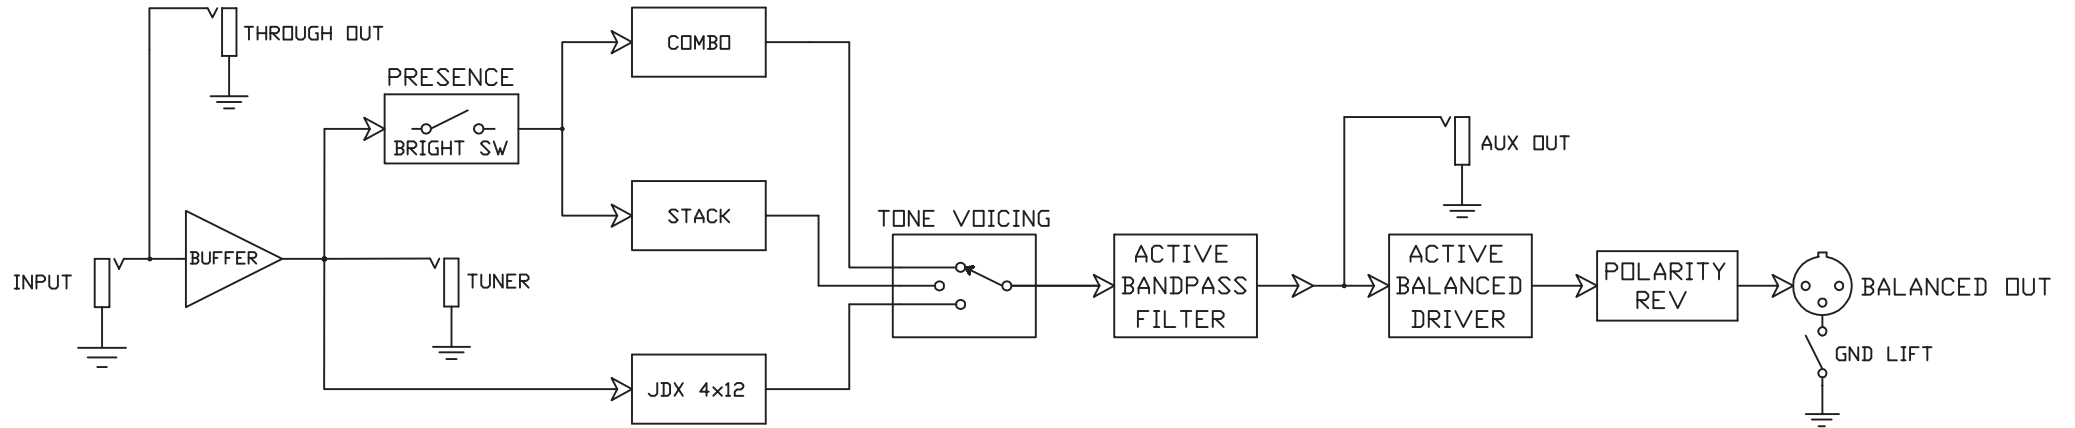 THROUGH OUT
COMBO
PRESENCE
BRIGHT SW
AUX OUT
STACK
TONE VOICING
BUFFER
INPUT
TUNER
ACTIVE
BANDPASS
FILTER
ACTIVE
BALANCED
DRIVER
POLARITY
REV
BALANCED OUT
GND LIFT
JDX 4x12